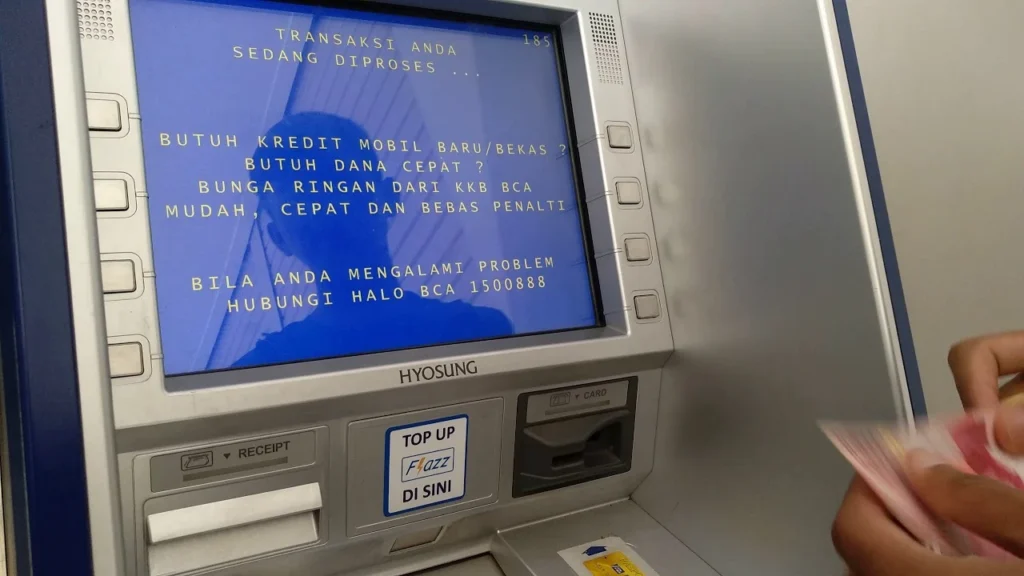 TRANSAKSI ANDA 185
SEDANG DIPROSES ...
BUTUH KREDIT MOBIL BARU/BEKAS ?
BUTUH DANA CEPAT ?
BUNGA RINGAN DARI KKB BCA
MUDAH, CEPAT DAN BEBAS PENALTI
BILA ANDA MENGALAMI PROBLEM
HUBUNGI HALO BCA 1500888
HYOSUNG
RECEIPT
CARD
TOP UP
Flazz
DI SINI